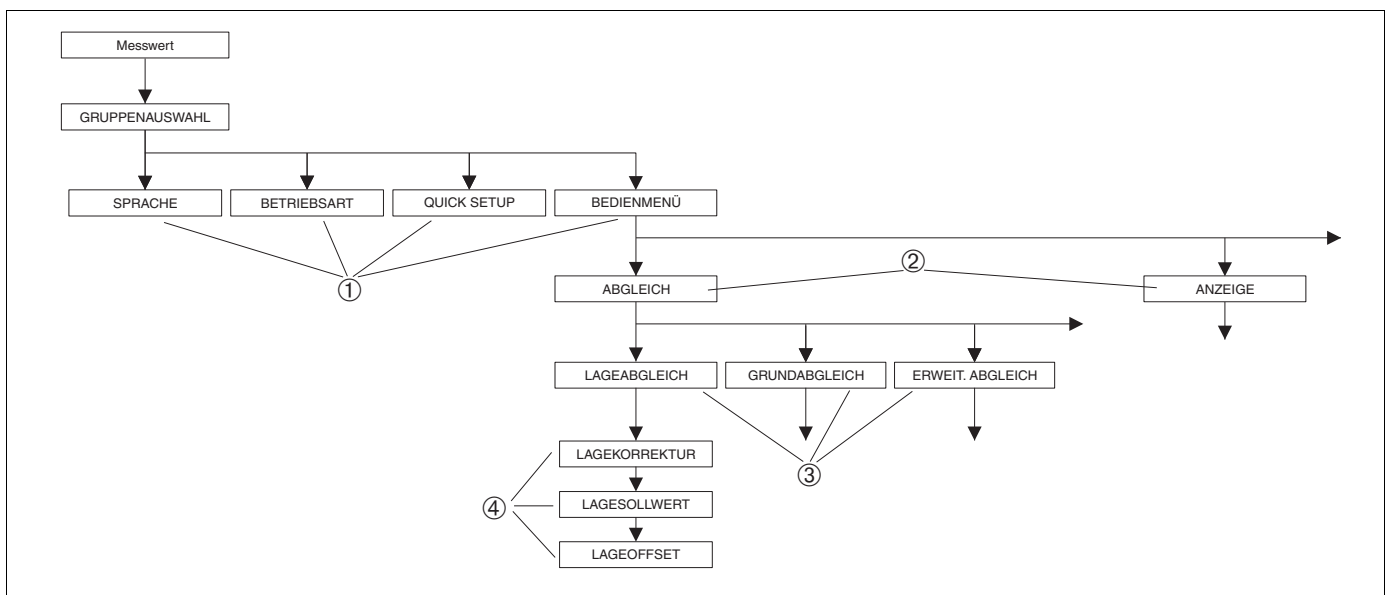 Messwert
GRUPPENAUSWAHL
SPRACHE
BETRIEBSART
QUICK SETUP
BEDIENMENÜ
①
②
ABGLEICH
ANZEIGE
LAGEABGLEICH
GRUNDABGLEICH
ERWEIT. ABGLEICH
LAGEKORREKTUR
③
④
LAGESOLLWERT
LAGEOFFSET